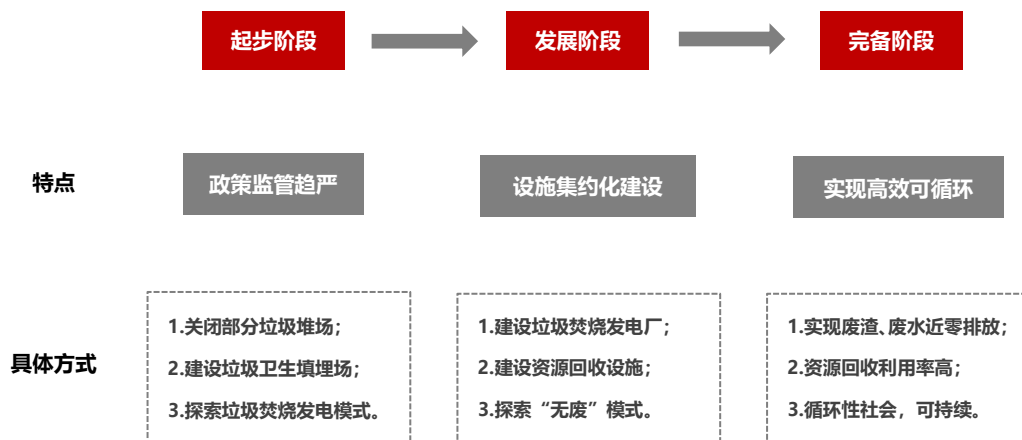 起步阶段
发展阶段
完备阶段
特点
政策监管趋严
设施集约化建设
实现高效可循环
具体方式
1.关闭部分垃圾堆场；
2.建设垃圾卫生填埋场；
3.探索垃圾焚烧发电模式。
1.建设垃圾焚烧发电厂；
2.建设资源回收设施；
3.探索“无废”模式。
1.实现废渣、废水近零排放；
2.资源回收利用率高；
3.循环性社会，可持续。